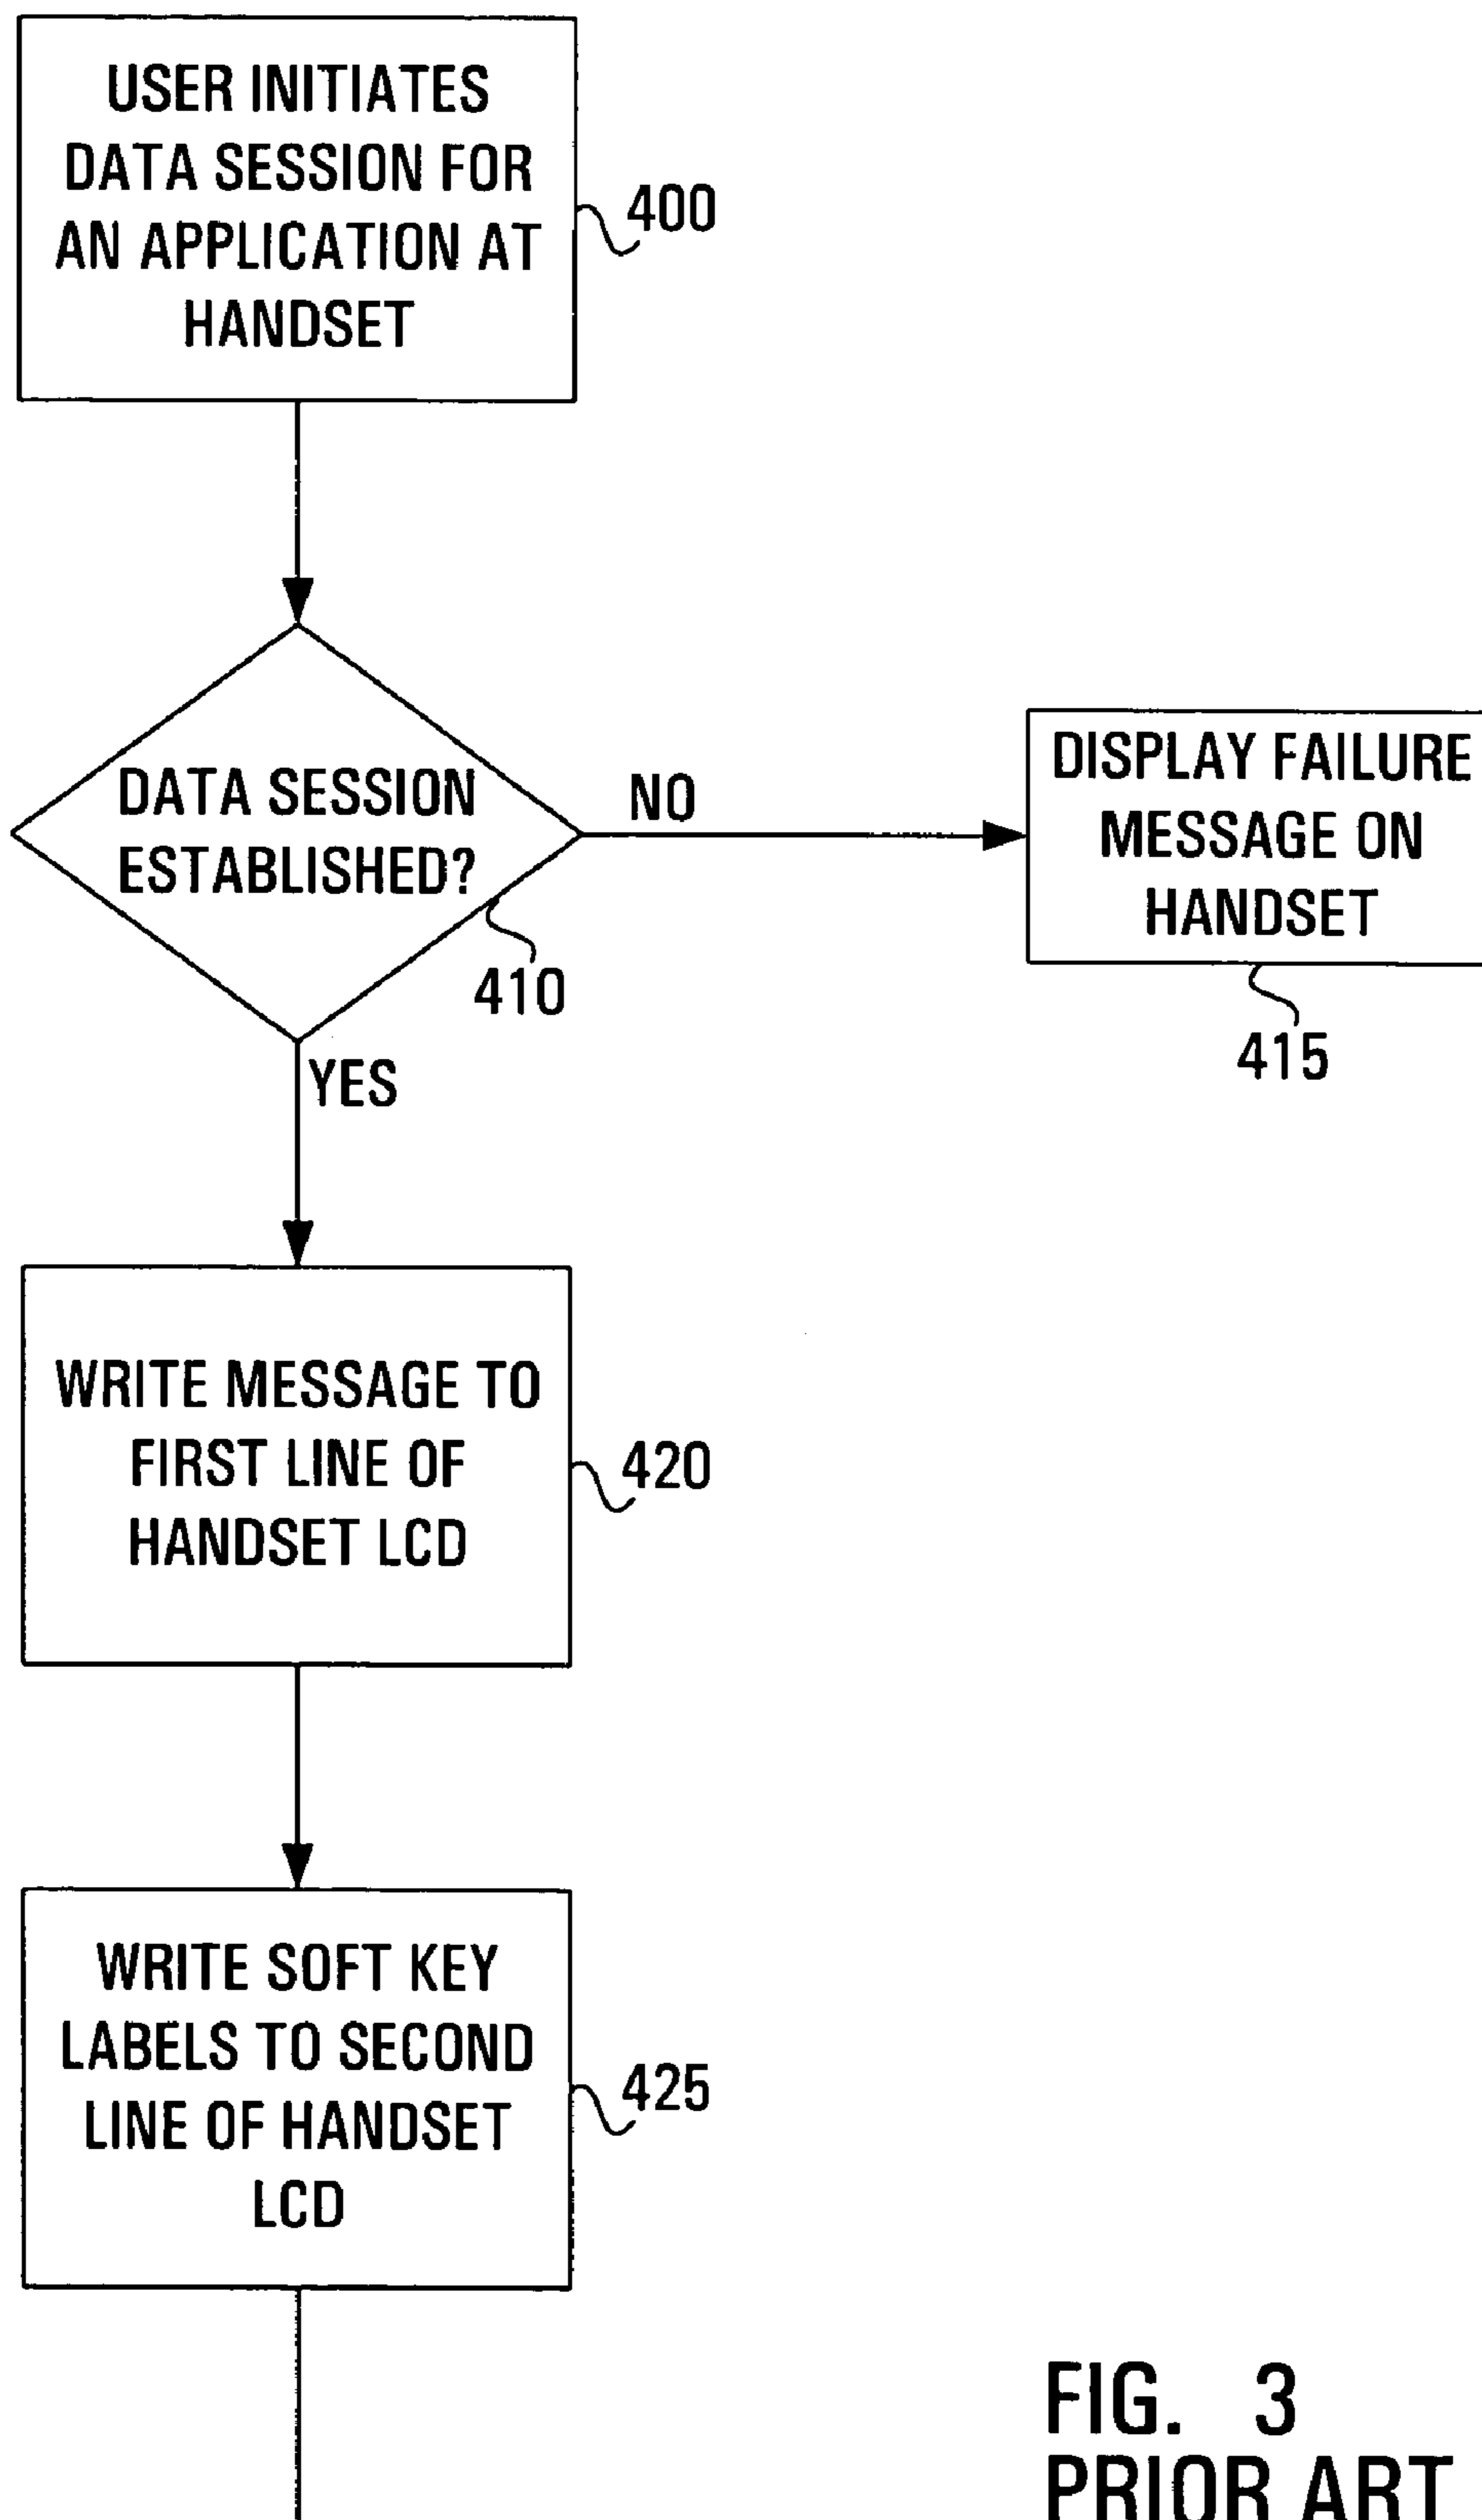 USER INITIATES
DATA SESSION FOR
AN APPLICATION AT
HANDSET
400
DATA SESSION
ESTABLISHED?
410
NO
DISPLAY FAILURE
MESSAGE ON
HANDSET
415
YES
WRITE MESSAGE TO
FIRST LINE OF
HANDSET LCD
420
WRITE SOFT KEY
LABELS TO SECOND
LINE OF HANDSET
LCD
425
FIG. 3
PRIOR ART